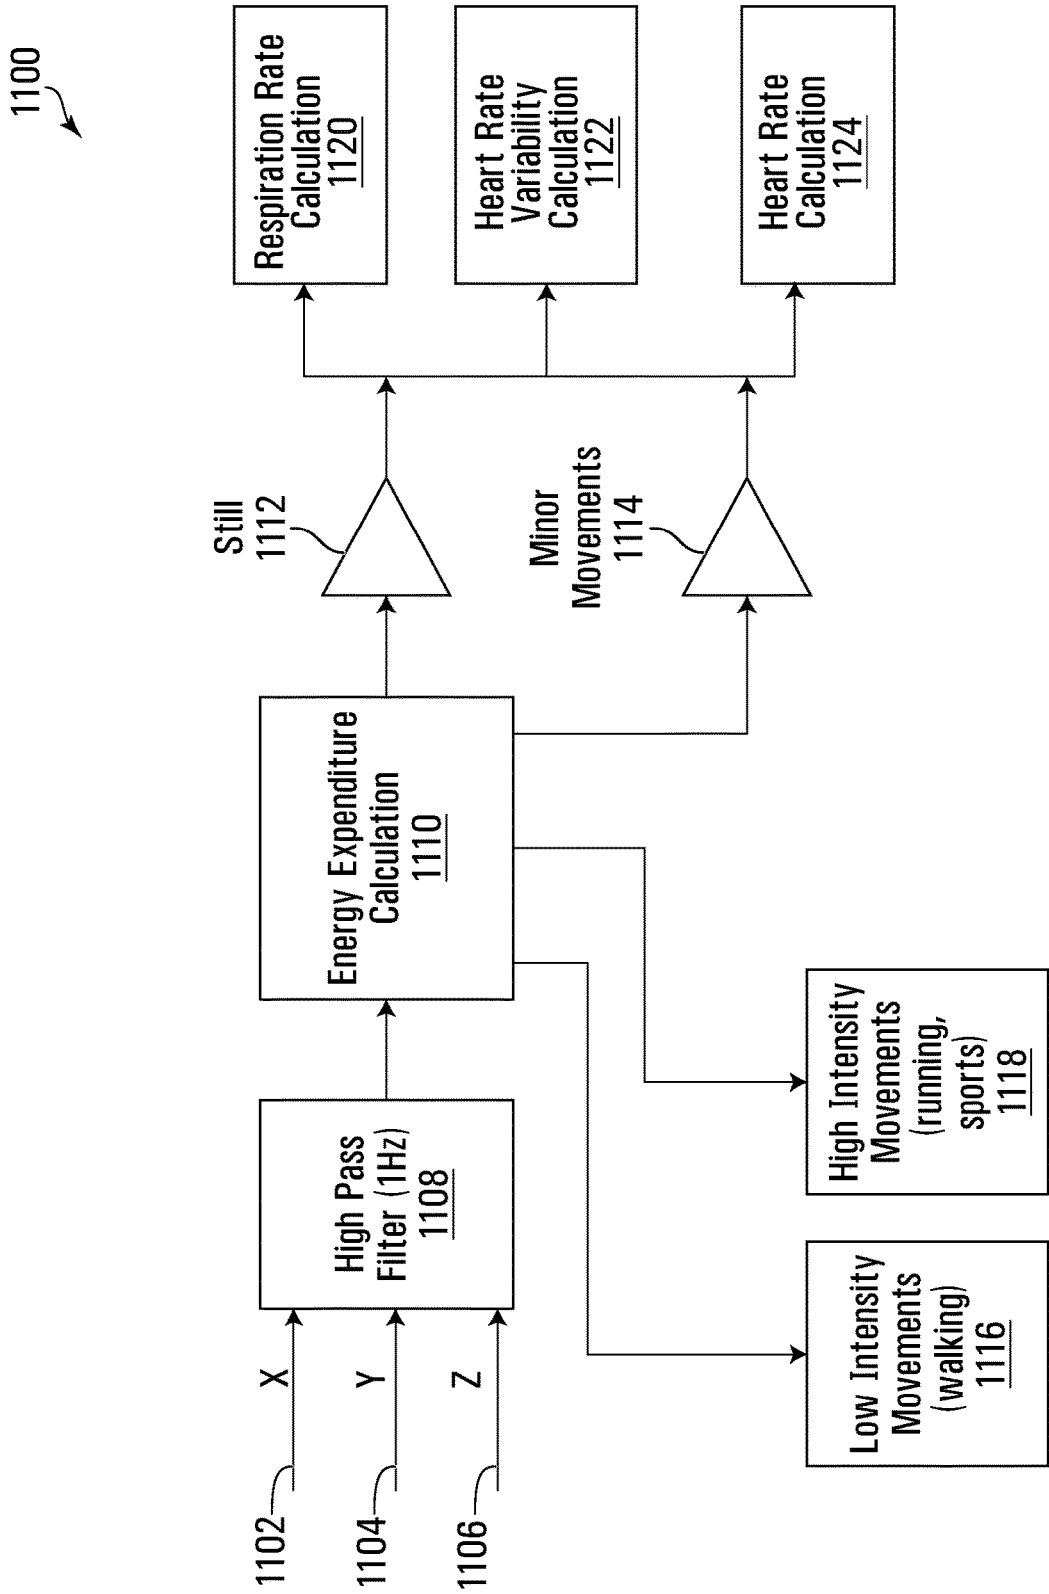 1100
1102
X
1104
Y
1106
Z
High Pass
Filter (1Hz)
1108
Energy Expenditure
Calculation
1110
Still
1112
Minor
Movements
1114
Respiration Rate
Calculation
1120
Heart Rate
Variability
Calculation
1122
Heart Rate
Calculation
1124
Low Intensity
Movements
(walking)
1116
High Intensity
Movements
(running,
sports)
1118